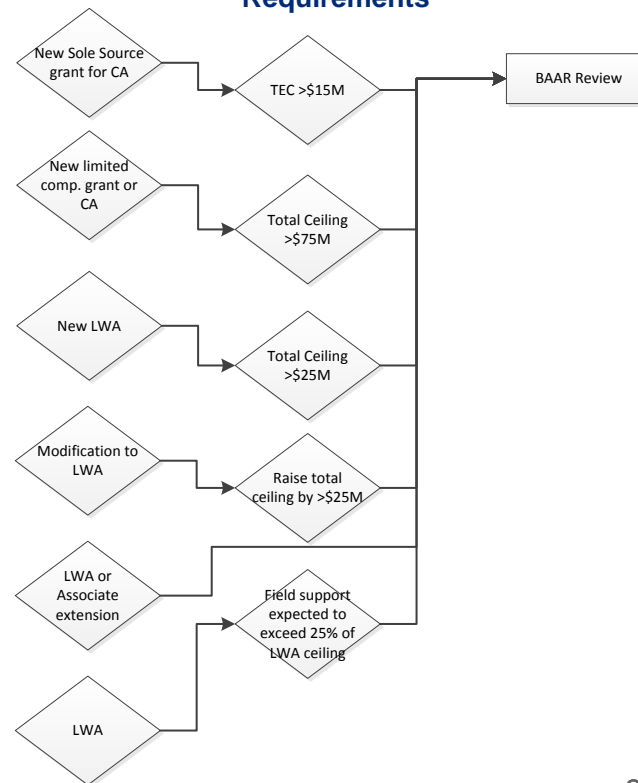 Requirements
New Sole Source
grant for CA
TEC >$15M
BAAR Review
New limited
comp. grant or
CA
Total Ceiling
>$75M
New LWA
Total Ceiling
>$25M
Modification to
LWA
Raise total
ceiling by >$25M
LWA or
Associate
extension
Field support
expected to
exceed 25% of
LWA ceiling
LWA